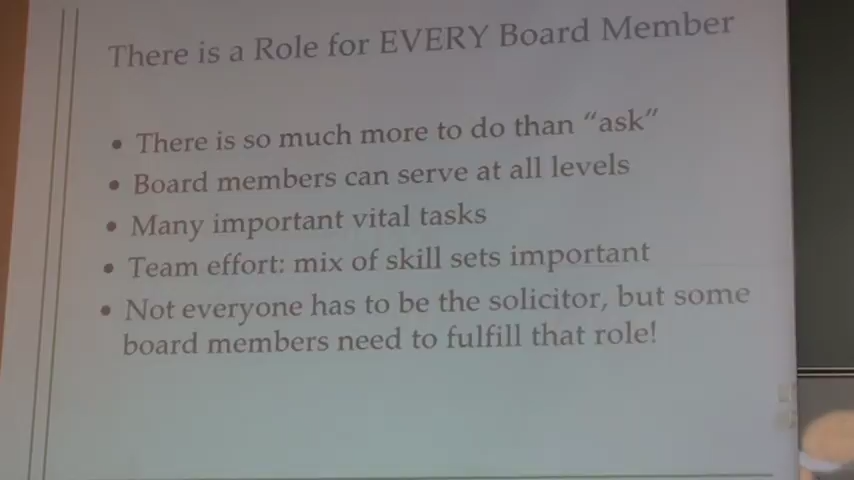 There is a Role for EVERY Board Member
• There is so much more to do than “ask”
• Board members can serve at all levels
• Many important vital tasks
• Team effort: mix of skill sets important
• Not everyone has to be the solicitor, but some
board members need to fulfill that role!